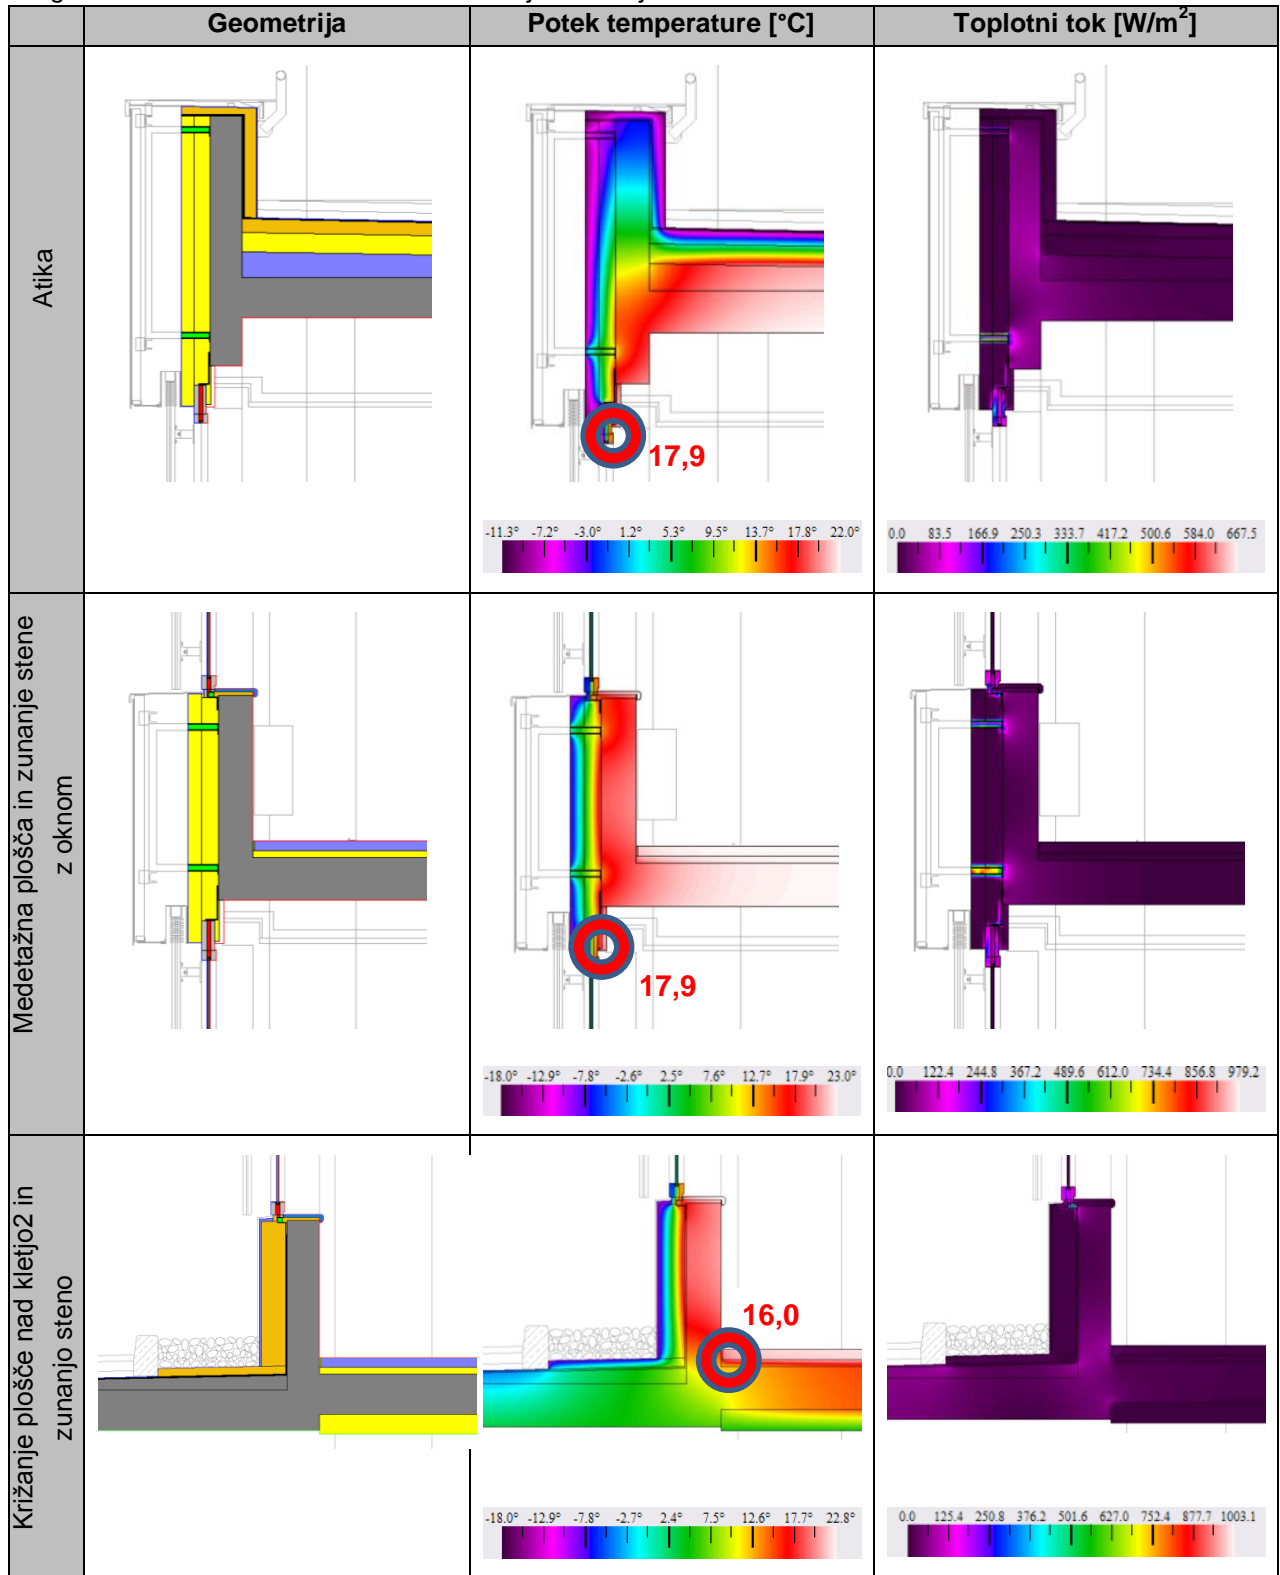 Geometrija
Potek temperature [°C]
Toplotni tok [W/m²]
Atika
17,9
-11.3° -7.2° -3.0° 1.2° 5.3° 9.5° 13.7° 17.8° 22.0°
0.0 83.5 166.9 250.3 333.7 417.2 500.6 584.0 667.5
Medetažna plošča in zunanje stene
z oknom
17,9
-18.0° -12.9° -7.8° -2.6° 2.5° 7.6° 12.7° 17.9° 23.0°
0.0 122.4 244.8 367.2 489.6 612.0 734.4 856.8 979.2
Križanje plošče nad kletjo2 in
zunanjo steno
16,0
-18.0° -12.9° -7.8° -2.7° 2.4° 7.5° 12.6° 17.7° 22.8°
0.0 125.4 250.8 376.2 501.6 627.0 752.4 877.7 1003.1